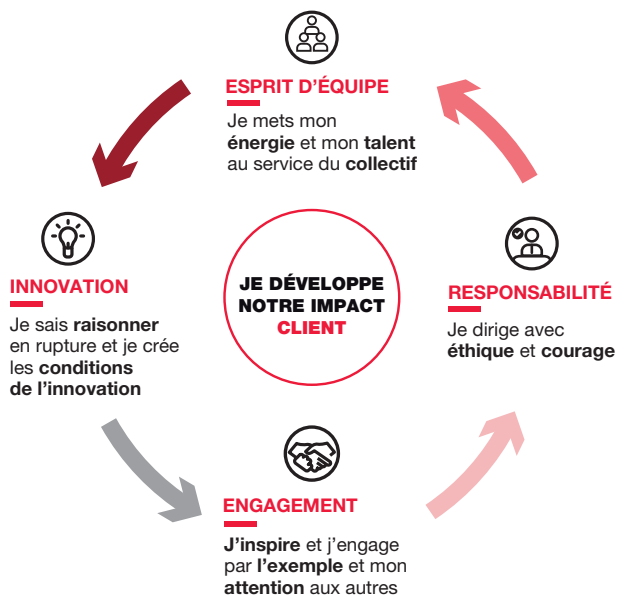 ESPRIT D'ÉQUIPE
Je mets mon
énergie et mon talent
au service du collectif
INNOVATION
Je sais raisonner
en rupture et je crée
les conditions
de l'innovation
JE DÉVELOPPE
NOTRE IMPACT
CLIENT
RESPONSABILITÉ
Je dirige avec
éthique et courage
ENGAGEMENT
J'inspire et j'engage
par l'exemple et mon
attention aux autres